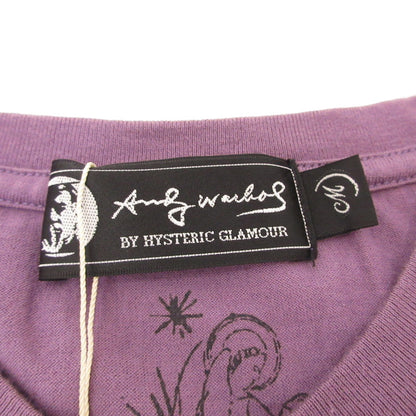 Andy Warhol
BY HYSTERIC GLAMOUR
M